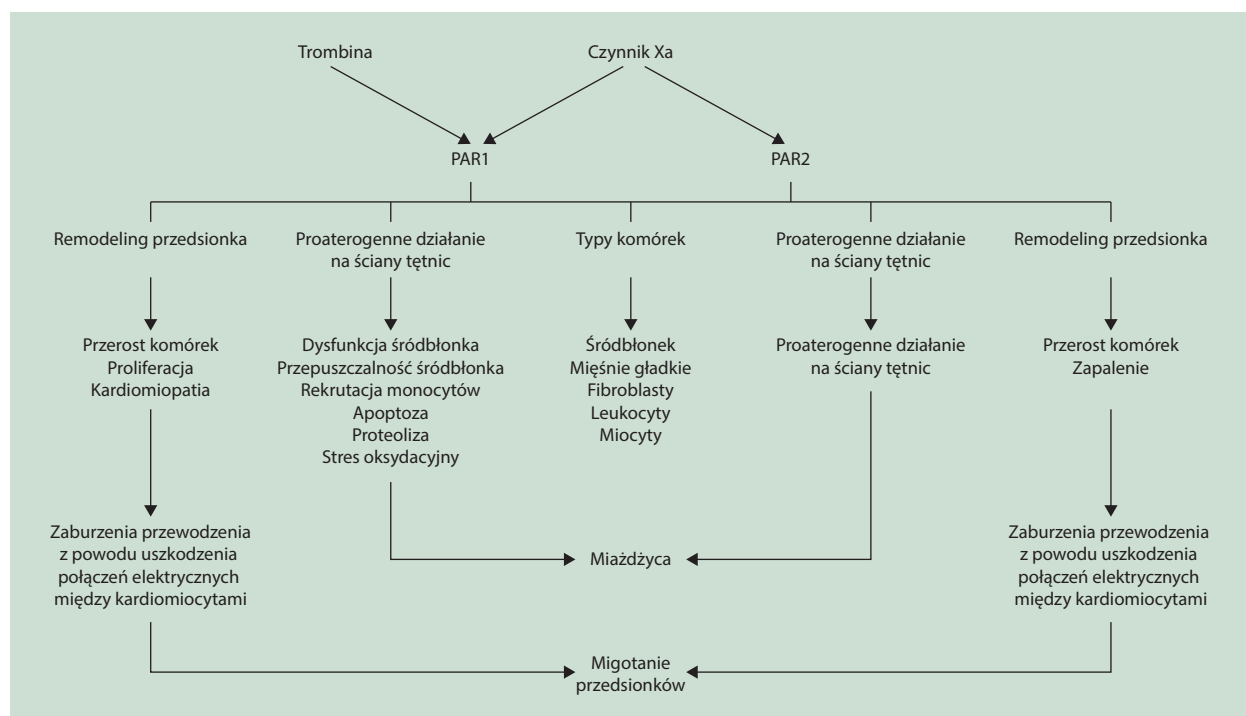 Trombina
Czynnik Xa
PAR1
PAR2
Remodeling przedsionka
Proaterogenne działanie
na ściany tętnic
Typy komórek
Proaterogenne działanie
na ściany tętnic
Remodeling przedsionka
Przerost komórek
Proliferacja
Kardiomiopatia
Dysfunkcja śródbłonka
Przepuszczalność śródbłonka
Rekrutacja monocytów
Apoptoza
Proteoliza
Stres oksydacyjny
Śródbłonek
Mięśnie gładkie
Fibroblasty
Leukocyty
Miocyty
Proaterogenne działanie
na ściany tętnic
Przerost komórek
Zapalenie
Zaburzenia przewodzenia
z powodu uszkodzenia
połączeń elektrycznych
między kardiomiocytami
Miażdżyca
Zaburzenia przewodzenia
z powodu uszkodzenia
połączeń elektrycznych
między kardiomiocytami
Migotanie
przedsionków